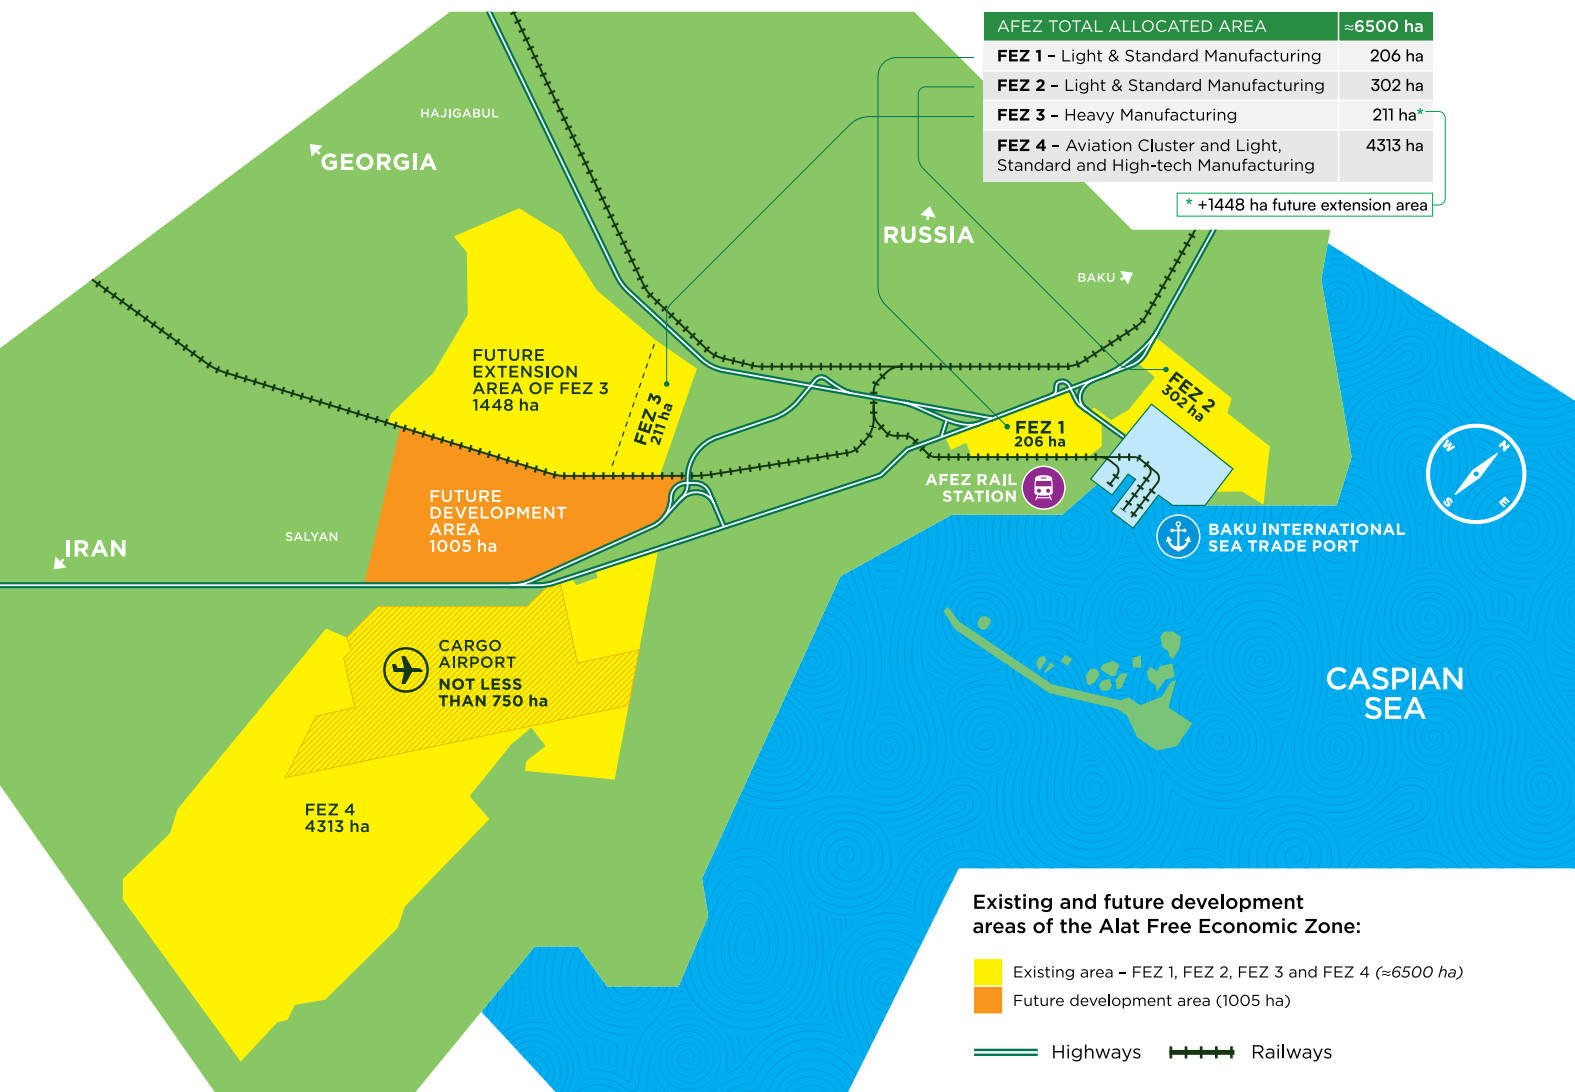 AFEZ TOTAL ALLOCATED AREA ≈6500 ha
FEZ 1 – Light & Standard Manufacturing 206 ha
FEZ 2 – Light & Standard Manufacturing 302 ha
FEZ 3 – Heavy Manufacturing 211 ha*
FEZ 4 – Aviation Cluster and Light, 4313 ha
Standard and High-tech Manufacturing
* +1448 ha future extension area
HAJIGABUL
GEORGIA
RUSSIA
BAKU
FUTURE
EXTENSION
AREA OF FEZ 3
1448 ha
FEZ 3
211 ha
FEZ 2
302 ha
FEZ 1
206 ha
AFEZ RAIL
STATION
FUTURE
DEVELOPMENT
AREA
1005 ha
SALYAN
IRAN
BAKU INTERNATIONAL
SEA TRADE PORT
W
N
S
E
CARGO
AIRPORT
NOT LESS
THAN 750 ha
CASPIAN
SEA
FEZ 4
4313 ha
Existing and future development
areas of the Alat Free Economic Zone:
Existing area – FEZ 1, FEZ 2, FEZ 3 and FEZ 4 (≈6500 ha)
Future development area (1005 ha)
Highways
Railways